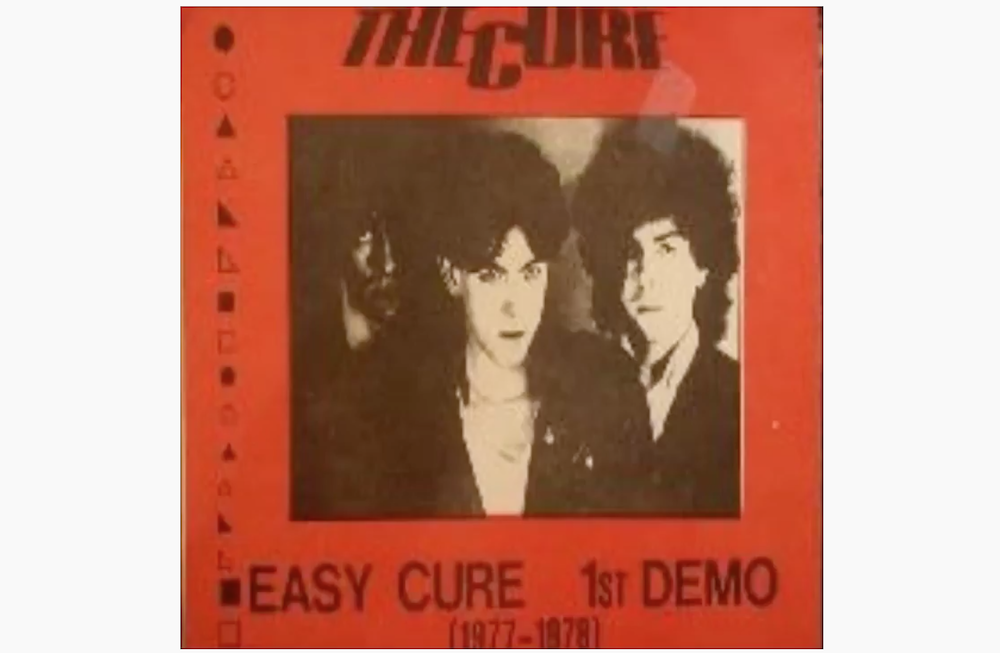 THE CURE
EASY CURE 1ST DEMO
(1977-1978)